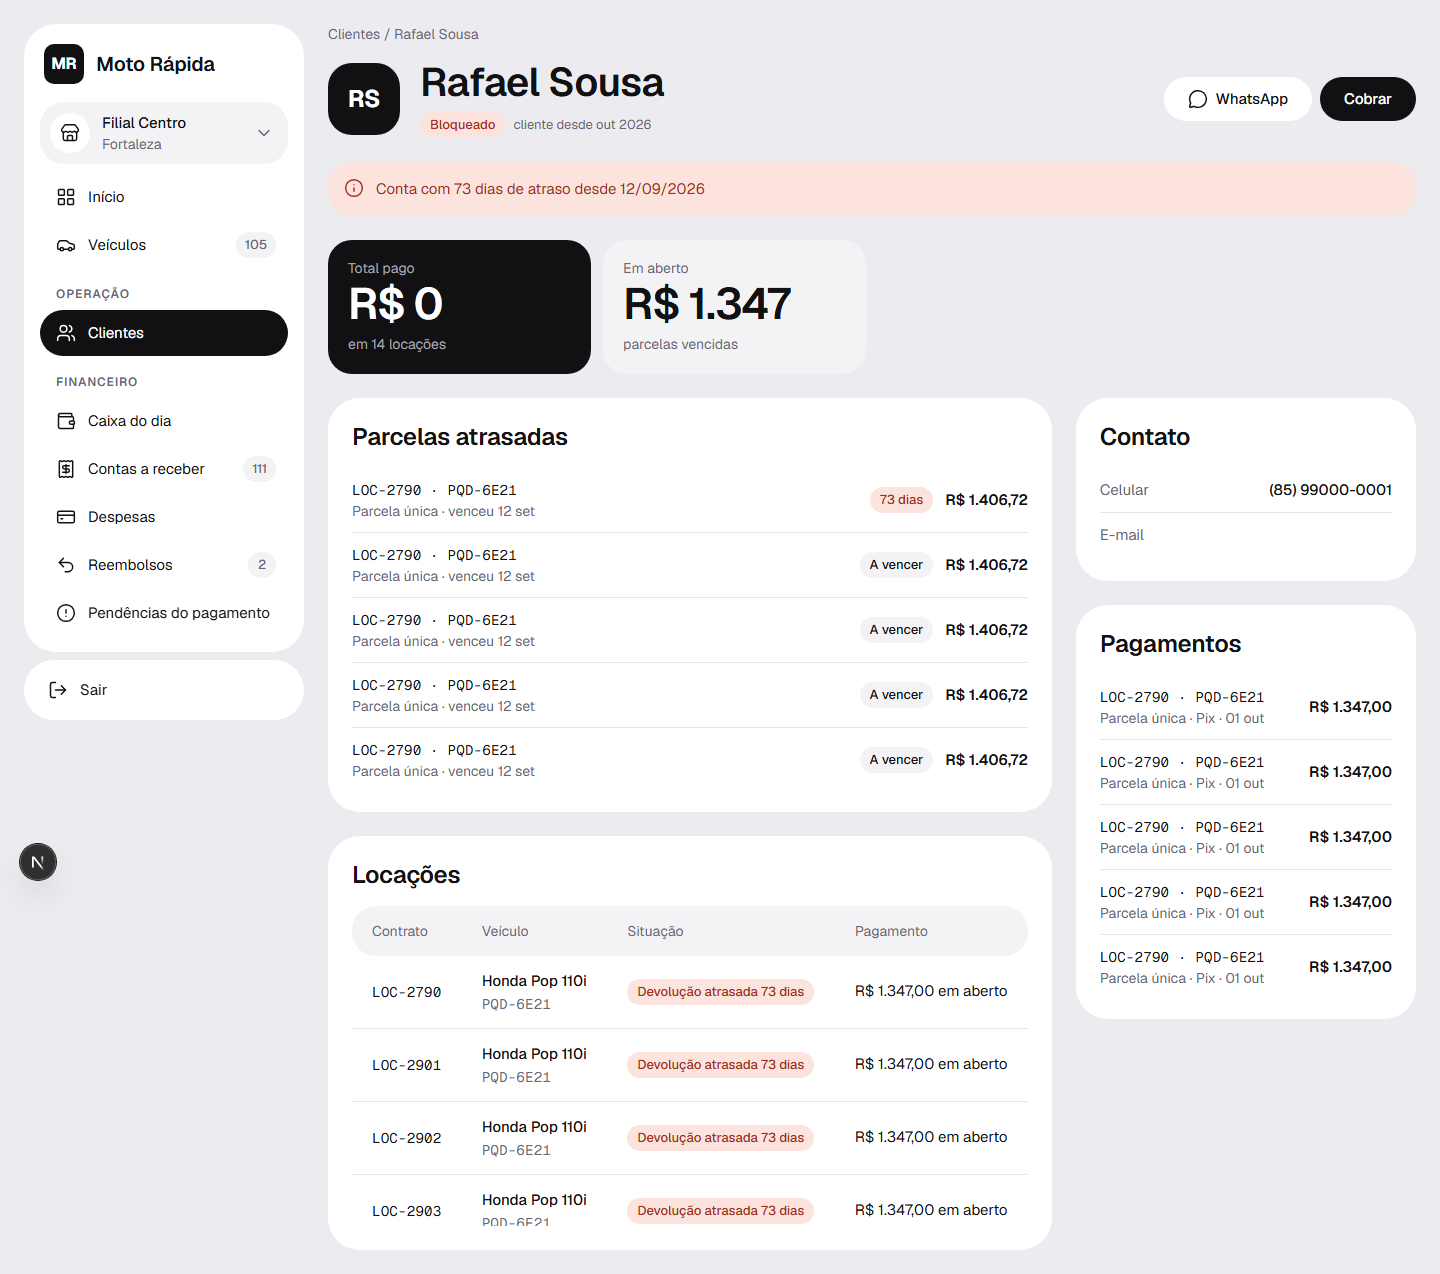 MR Moto Rápida
Filial Centro
Fortaleza
Início
Veículos 105
OPERAÇÃO
Clientes
FINANCEIRO
Caixa do dia
Contas a receber 111
Despesas
Reembolsos 2
Pendências do pagamento
Sair
N
Clientes / Rafael Sousa
RS
Rafael Sousa
Bloqueado cliente desde out 2026
WhatsApp
Cobrar
Conta com 73 dias de atraso desde 12/09/2026
Total pago
R$ 0
em 14 locações
Em aberto
R$ 1.347
parcelas vencidas
Parcelas atrasadas
LOC-2790 · PQD-6E21
Parcela única · venceu 12 set
73 dias R$ 1.406,72
LOC-2790 · PQD-6E21
Parcela única · venceu 12 set
A vencer R$ 1.406,72
LOC-2790 · PQD-6E21
Parcela única · venceu 12 set
A vencer R$ 1.406,72
LOC-2790 · PQD-6E21
Parcela única · venceu 12 set
A vencer R$ 1.406,72
LOC-2790 · PQD-6E21
Parcela única · venceu 12 set
A vencer R$ 1.406,72
Locações
Contrato Veículo Situação Pagamento
LOC-2790 Honda Pop 110i Devolução atrasada 73 dias R$ 1.347,00 em aberto
PQD-6E21
LOC-2901 Honda Pop 110i Devolução atrasada 73 dias R$ 1.347,00 em aberto
PQD-6E21
LOC-2902 Honda Pop 110i Devolução atrasada 73 dias R$ 1.347,00 em aberto
PQD-6E21
LOC-2903 Honda Pop 110i Devolução atrasada 73 dias R$ 1.347,00 em aberto
PQD-6E21
Contato
Celular (85) 99000-0001
E-mail
Pagamentos
LOC-2790 · PQD-6E21
Parcela única · Pix · 01 out
R$ 1.347,00
LOC-2790 · PQD-6E21
Parcela única · Pix · 01 out
R$ 1.347,00
LOC-2790 · PQD-6E21
Parcela única · Pix · 01 out
R$ 1.347,00
LOC-2790 · PQD-6E21
Parcela única · Pix · 01 out
R$ 1.347,00
LOC-2790 · PQD-6E21
Parcela única · Pix · 01 out
R$ 1.347,00